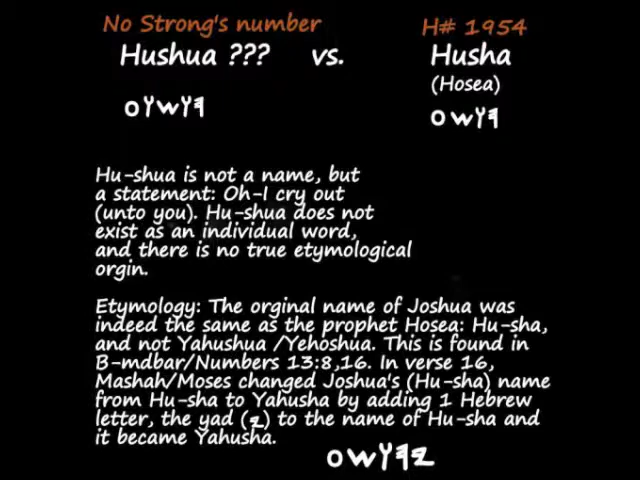 No Strong's number H# 1954
Hushua ??? vs. Husha
(Hosea)
𐤄𐤅𐤔𐤅𐤏 𐤄𐤅𐤔𐤏
Hu-shua is not a name, but
a statement: Oh-I cry out
(unto you). Hu-shua does not
exist as an individual word,
and there is no true etymological
orgin.
Etymology: The orginal name of Joshua was
indeed the same as the prophet Hosea: Hu-sha,
and not Yahushua /Yehoshua. This is found in
B-mdbar/Numbers 13:8,16. In verse 16,
Mashah/Moses changed Joshua's (Hu-sha) name
from Hu-sha to Yahusha by adding 1 Hebrew
letter, the yad (𐤉) to the name of Hu-sha and
it became Yahusha.
𐤉𐤄𐤅𐤔𐤏